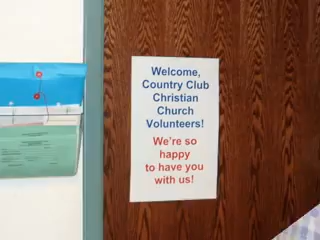 Welcome,
Country Club
Christian
Church
Volunteers!
We're so
happy
to have you
with us!